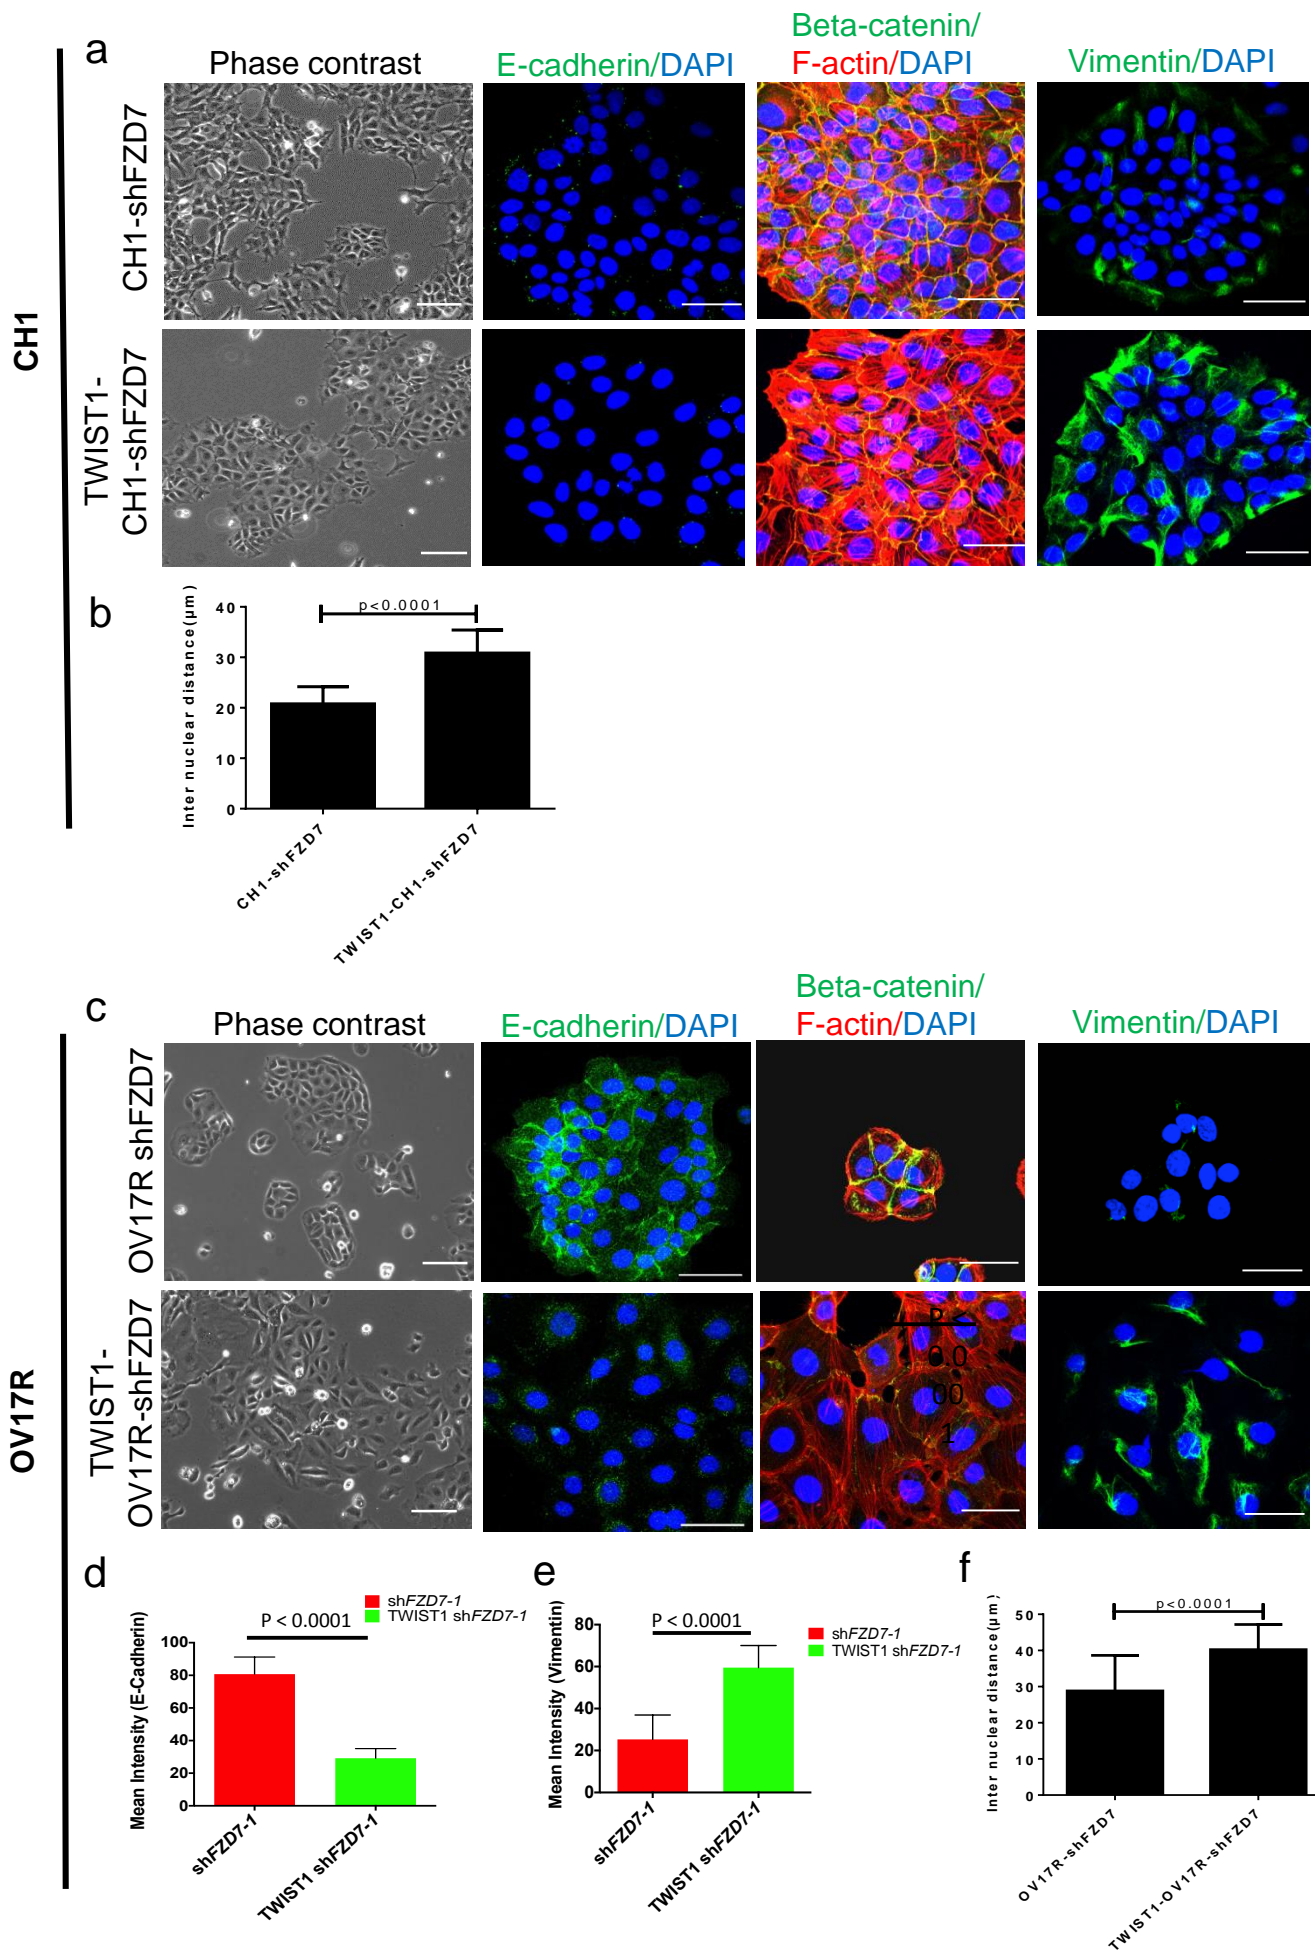 a
Phase contrast
E-cadherin/DAPI
Beta-catenin/
F-actin/DAPI
Vimentin/DAPI
CH1
CH1-shFZD7
TWIST1-
CH1-shFZD7
b
Inter nuclear distance(µm)
40
30
20
10
0
p<0.0001
CH1-shFZD7
TWIST1-CH1-shFZD7
c
Phase contrast
E-cadherin/DAPI
Beta-catenin/
F-actin/DAPI
Vimentin/DAPI
OV17R
OV17R shFZD7
TWIST1-
OV17R-shFZD7
P <
0.0
00
1
d
shFZD7-1
TWIST1 shFZD7-1
P < 0.0001
Mean Intensity (E-Cadherin)
100
80
60
40
20
0
shFZD7-1
TWIST1 shFZD7-1
e
shFZD7-1
TWIST1 shFZD7-1
P < 0.0001
Mean Intensity (Vimentin)
80
60
40
20
0
shFZD7-1
TWIST1 shFZD7-1
f
Inter nuclear distance(µm)
50
40
30
20
10
0
p<0.0001
OV17R-shFZD7
TWIST1-OV17R-shFZD7